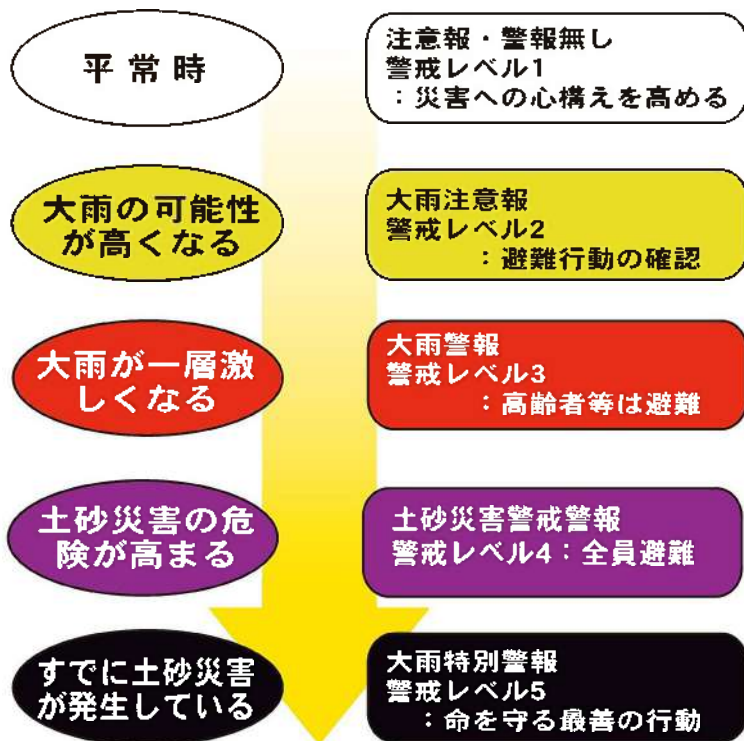 平常時
注意報・警報無し
警戒レベル1
：災害への心構えを高める
大雨の可能性
が高くなる
大雨注意報
警戒レベル2
：避難行動の確認
大雨が一層激
しくなる
大雨警報
警戒レベル3
：高齢者等は避難
土砂災害の危
険が高まる
土砂災害警戒警報
警戒レベル4：全員避難
すでに土砂災害
が発生している
大雨特別警報
警戒レベル5
：命を守る最善の行動